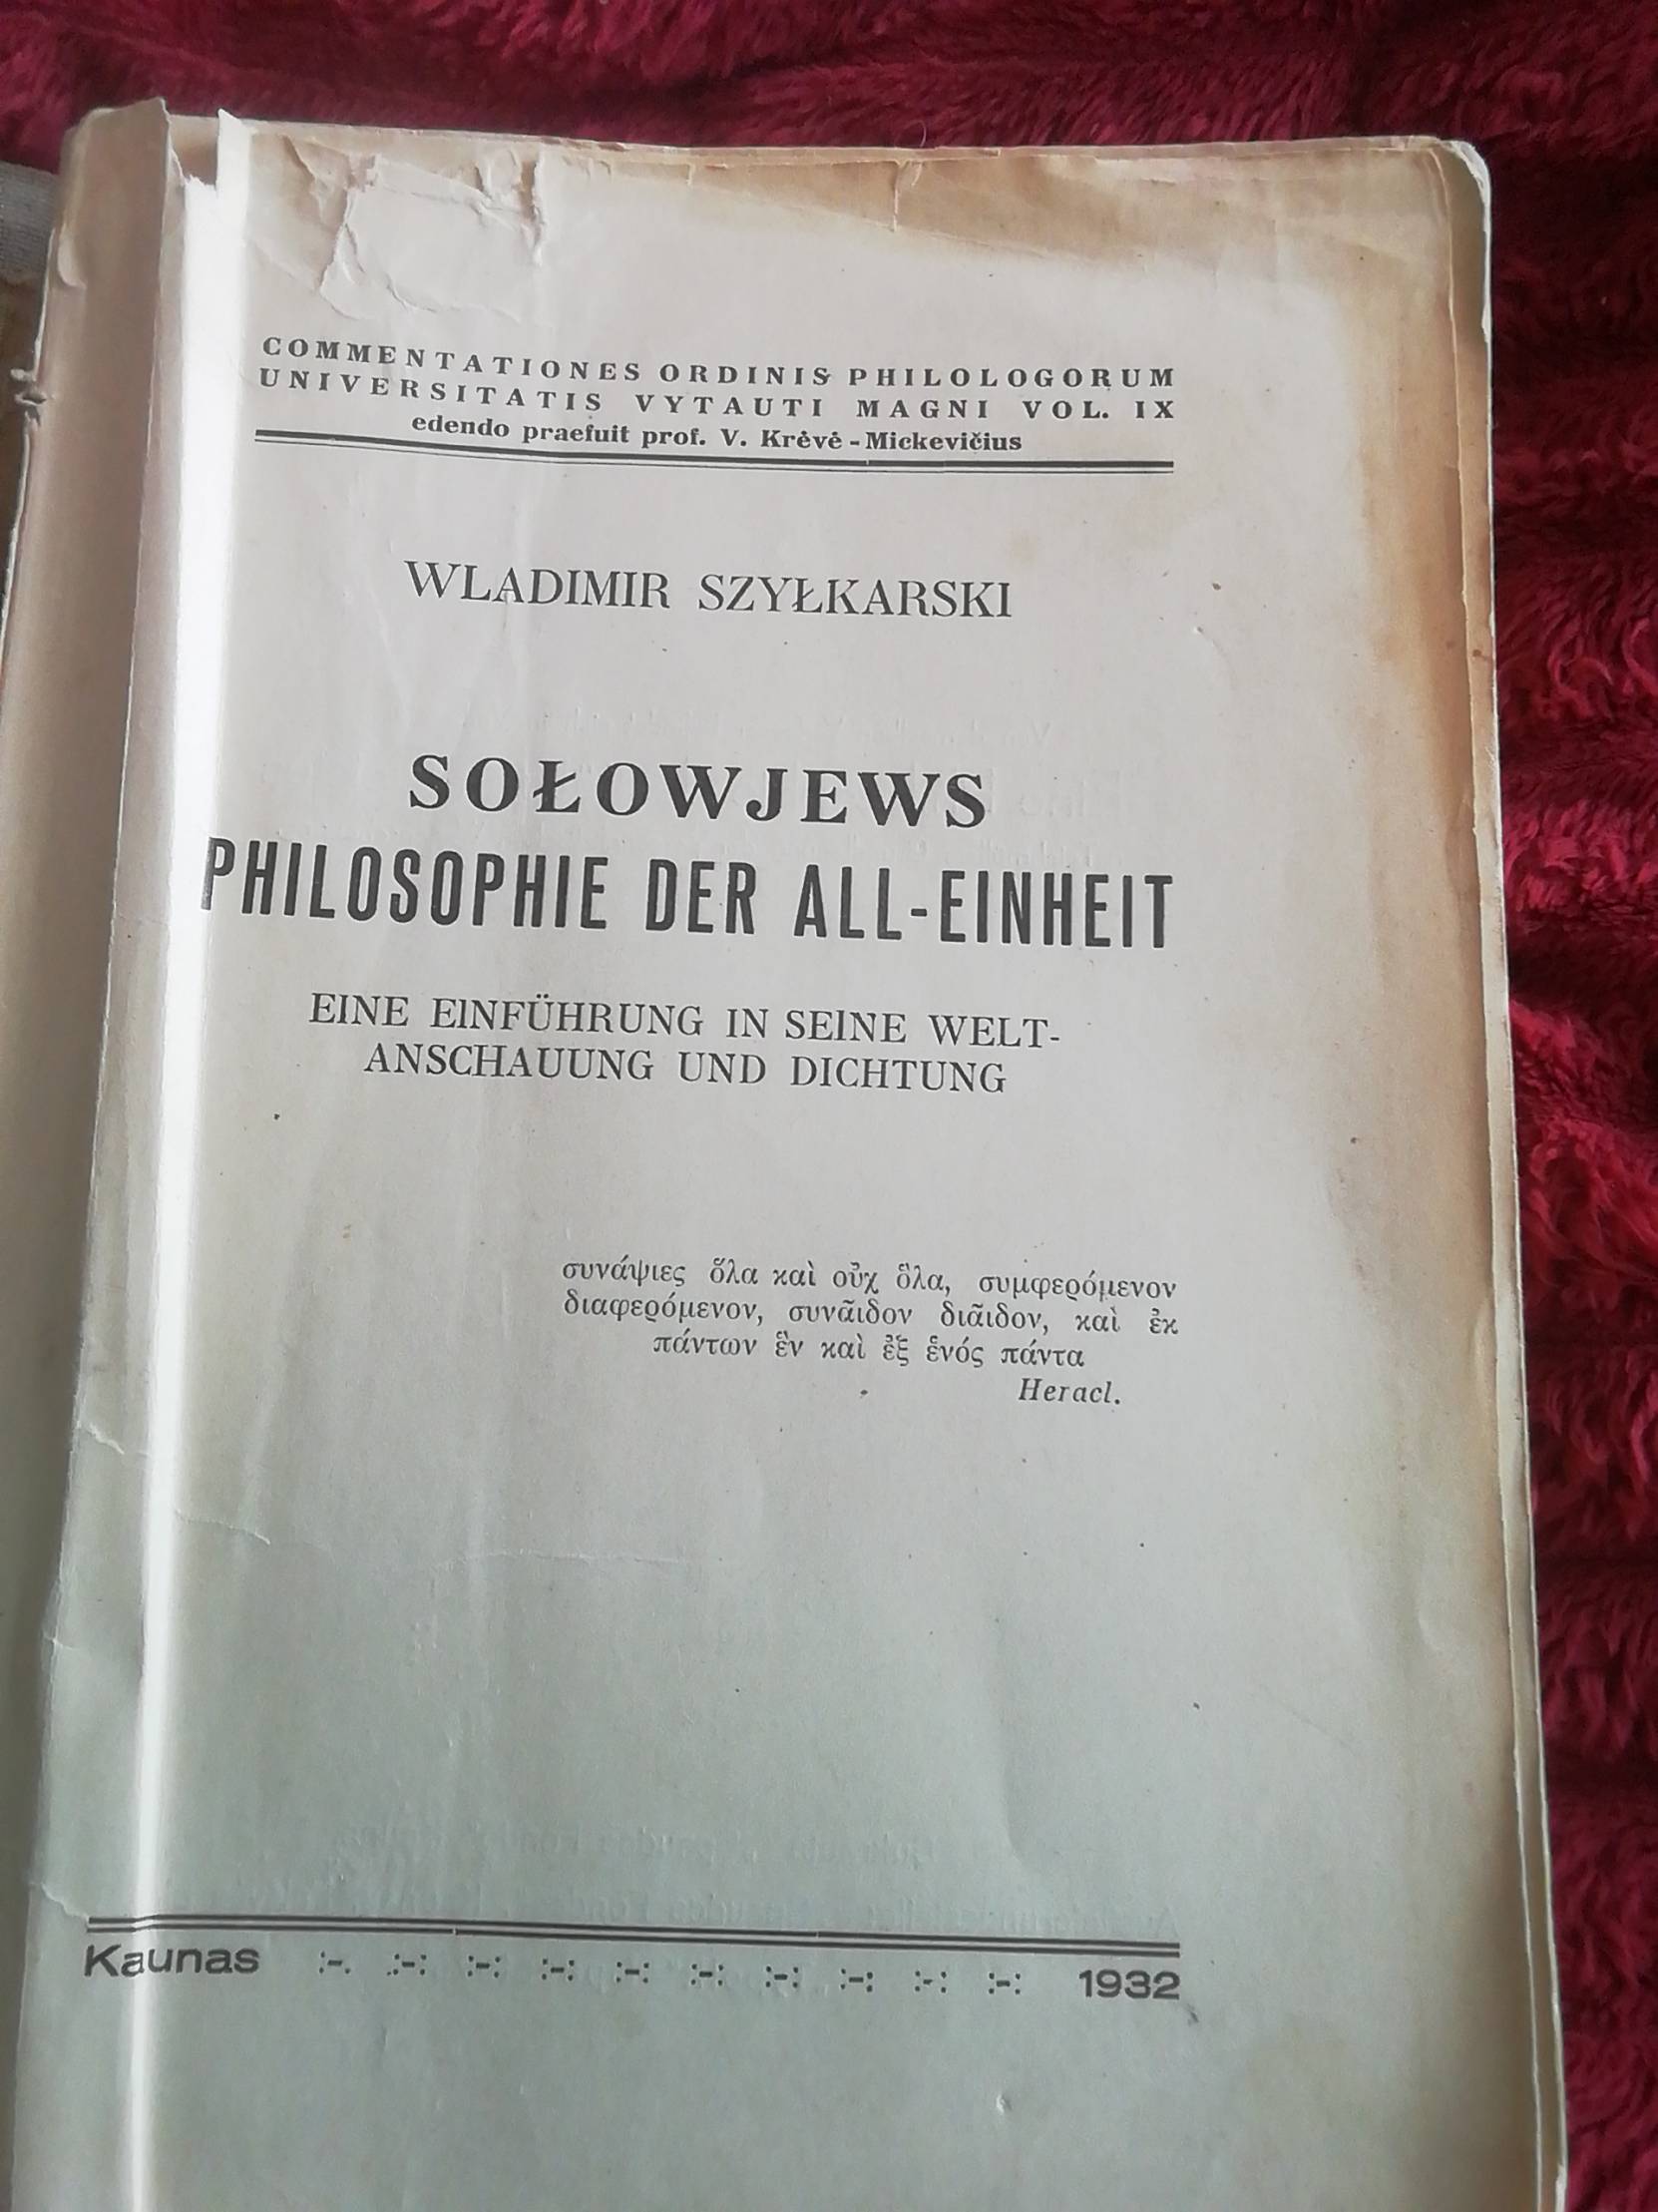 COMMENTATIONES ORDINIS PHILOLOGORUM
UNIVERSITATIS VYTAUTI MAGNI VOL. IX
edendo praefuit prof. V. Krėvė - Mickevičius
WLADIMIR SZYŁKARSKI
SOŁOWJEWS
PHILOSOPHIE DER ALL-EINHEIT
EINE EINFÜHRUNG IN SEINE WELT-
ANSCHAUUNG UND DICHTUNG
συνάψιες ὅλα καὶ οὖχ ὅλα, συμφερόμενον
διαφερόμενον, συνᾶιδον διᾶιδον, καὶ ἐκ
πάντων ἓν καὶ ἐξ ἑνός πάντα
Heracl.
Kaunas :-. :-: :-: :-: :-: :-: :-: :-: :-: :-: 1932